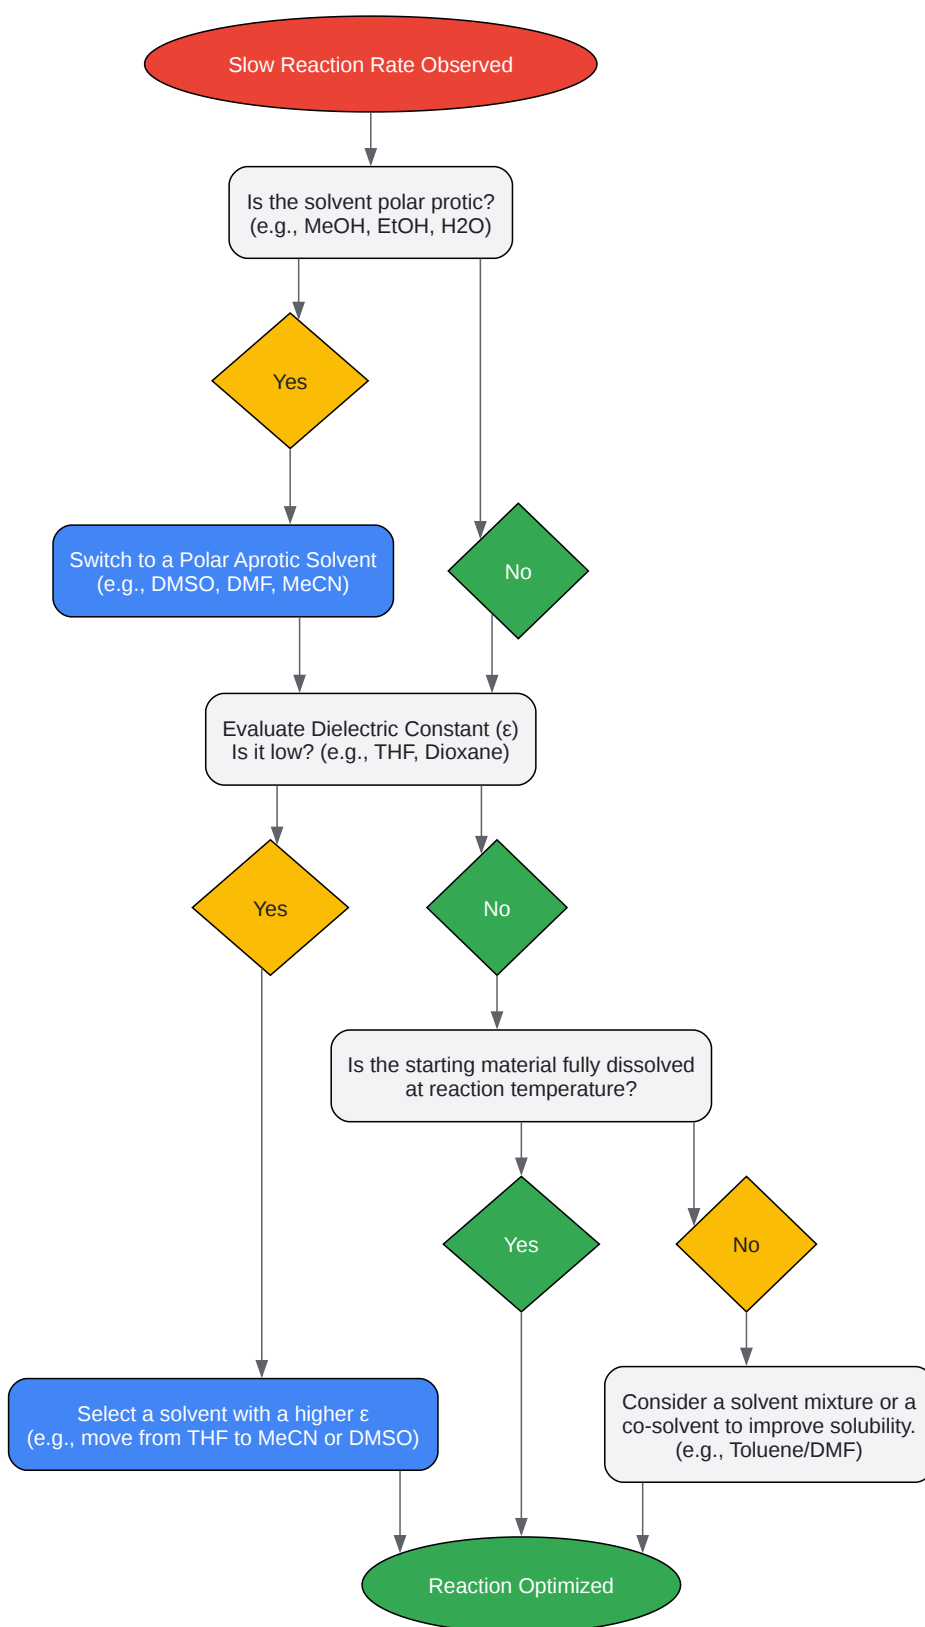 Slow Reaction Rate Observed
Is the solvent polar protic?
(e.g., MeOH, EtOH, H2O)
Yes
Switch to a Polar Aprotic Solvent
(e.g., DMSO, DMF, MeCN)
No
Evaluate Dielectric Constant (ε)
Is it low? (e.g., THF, Dioxane)
Yes
No
Is the starting material fully dissolved
at reaction temperature?
Yes
No
Select a solvent with a higher ε
(e.g., move from THF to MeCN or DMSO)
Consider a solvent mixture or a
co-solvent to improve solubility.
(e.g., Toluene/DMF)
Reaction Optimized